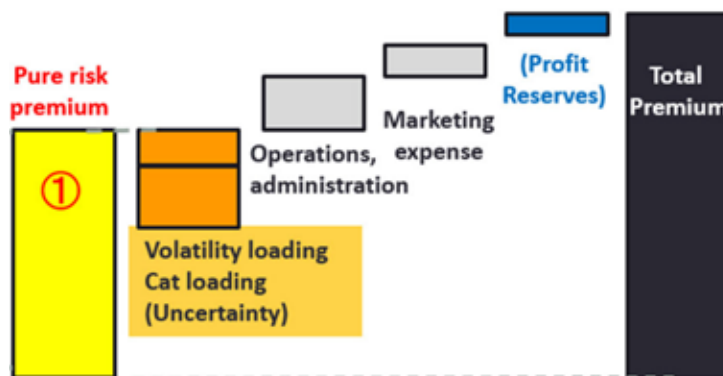 Pure risk
premium
①
Volatility loading
Cat loading
(Uncertainty)
Operations,
administration
Marketing
expense
(Profit
Reserves)
Total
Premium